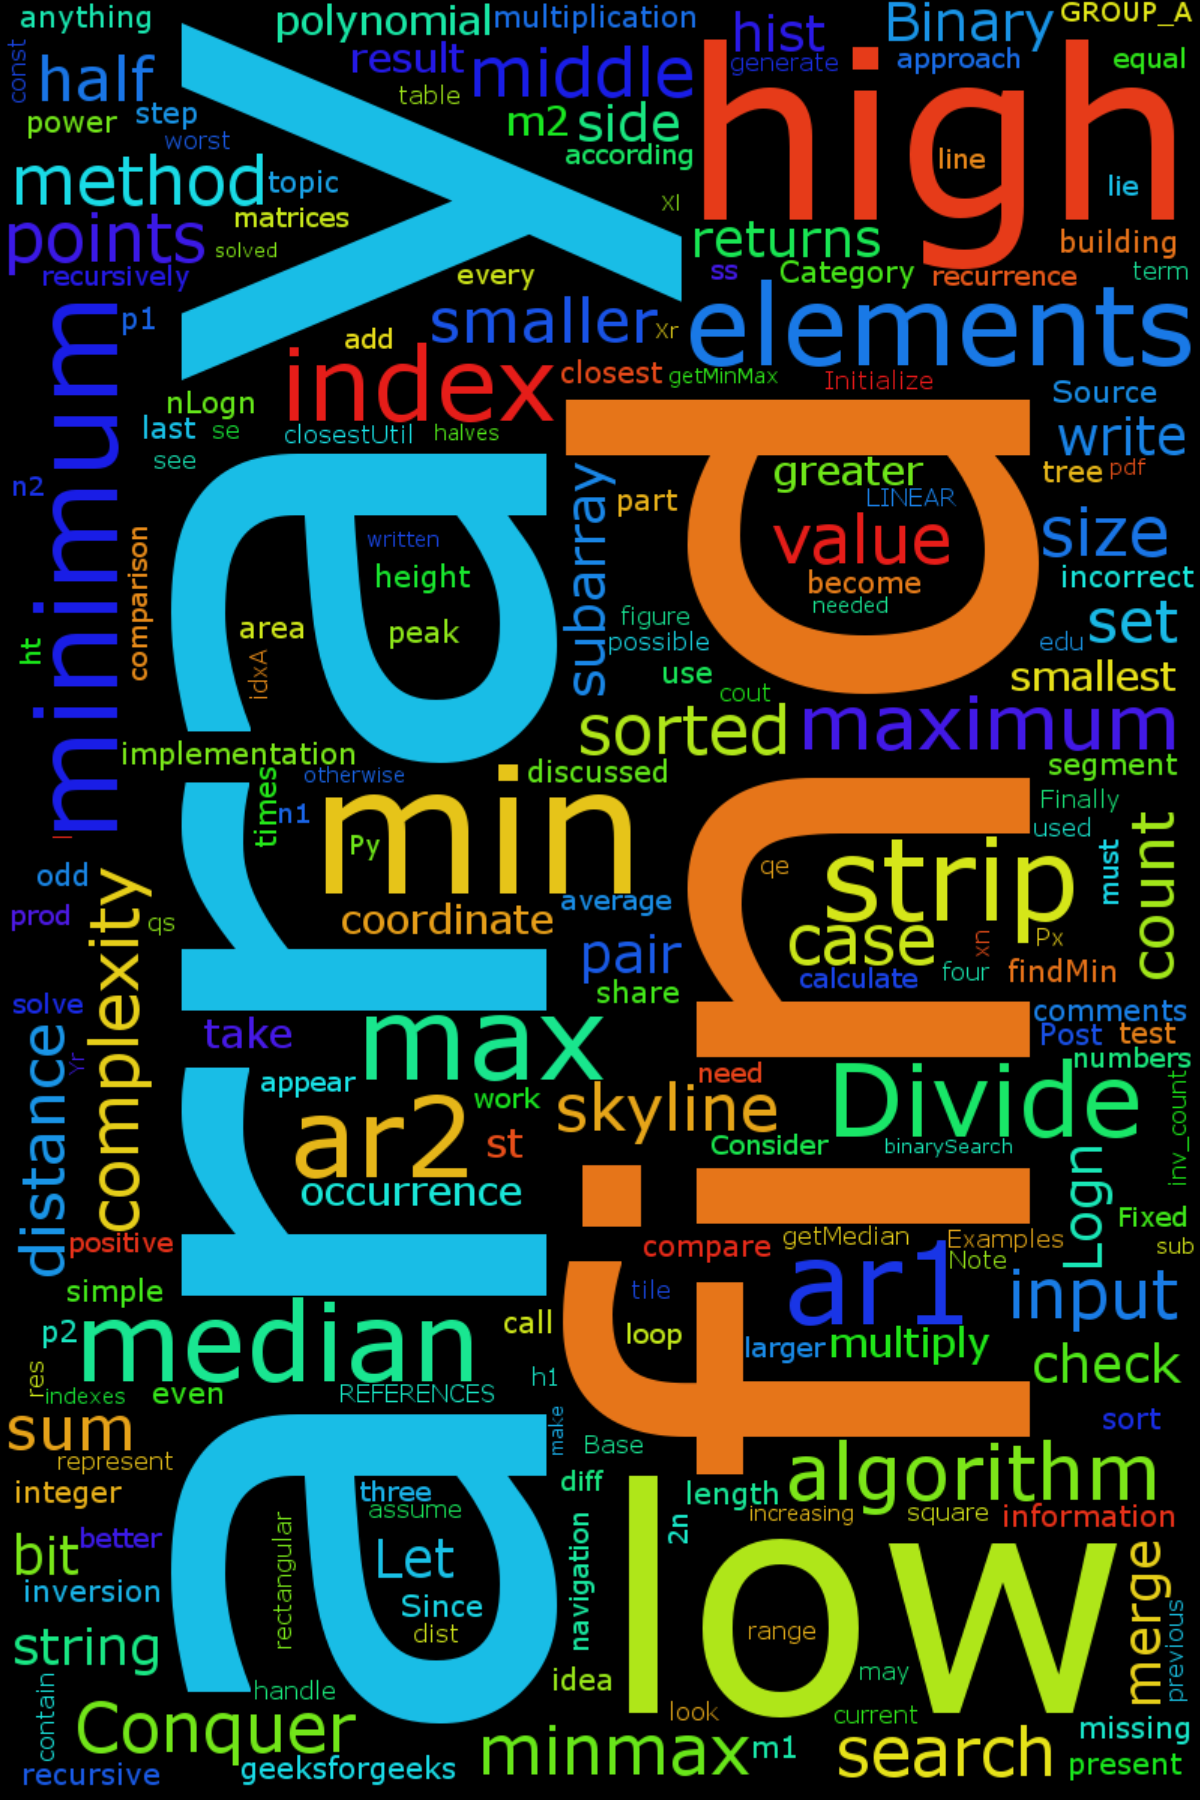 anything
polynomial
multiplication
hist
Binary
GROUP_A
const
half
result
middle
generate
approach
equal
power
step
table
m2
side
high
line
worst
according
method
topic
lie
matrices
xl
points
solved
returns
building
recursively
every
ss
Category
recurrence
term
array
minimum
p1
add
smaller
Xr
elements
index
closest
getMinMax
Initialize
Source
nLogn
last
se
closestUtil
halves
write
see
greater
tree
pdf
n2
subarray
part
LINEAR
find
written
value
size
comparison
height
become
incorrect
needed
area
peak
figure
set
ht
possible
edu
idxA
use
smallest
cout
sorted
maximum
implementation
otherwise
discussed
segment
times
n1
min
Finally
used
l
Py
strip
must
count
odd
qe
complexity
average
prod
qs
coordinate
case
xn
Px
pair
calculate
four
findMin
share
solve
comments
take
max
Post
test
distance
Yr
numbers
need
appear
work
skyline
Divide
inv_count
ar2
st
Consider
binarySearch
occurrence
Logn
Fixed
positive
compare
getMedian
Examples
sub
Note
ar1
simple
tile
input
p2
median
call
loop
larger
multiply
check
res
h1
indexes
even
REFERENCES
sum
make
sort
Base
represent
algorithm
integer
three
diff
length
assume
increasing
square
information
2n
bit
better
rectangular
Let
navigation
low
merge
inversion
Since
dist
range
previous
string
may
idea
contain
handle
look
current
Conquer
missing
minmax
m1
search
recursive
geeksforgeeks
present